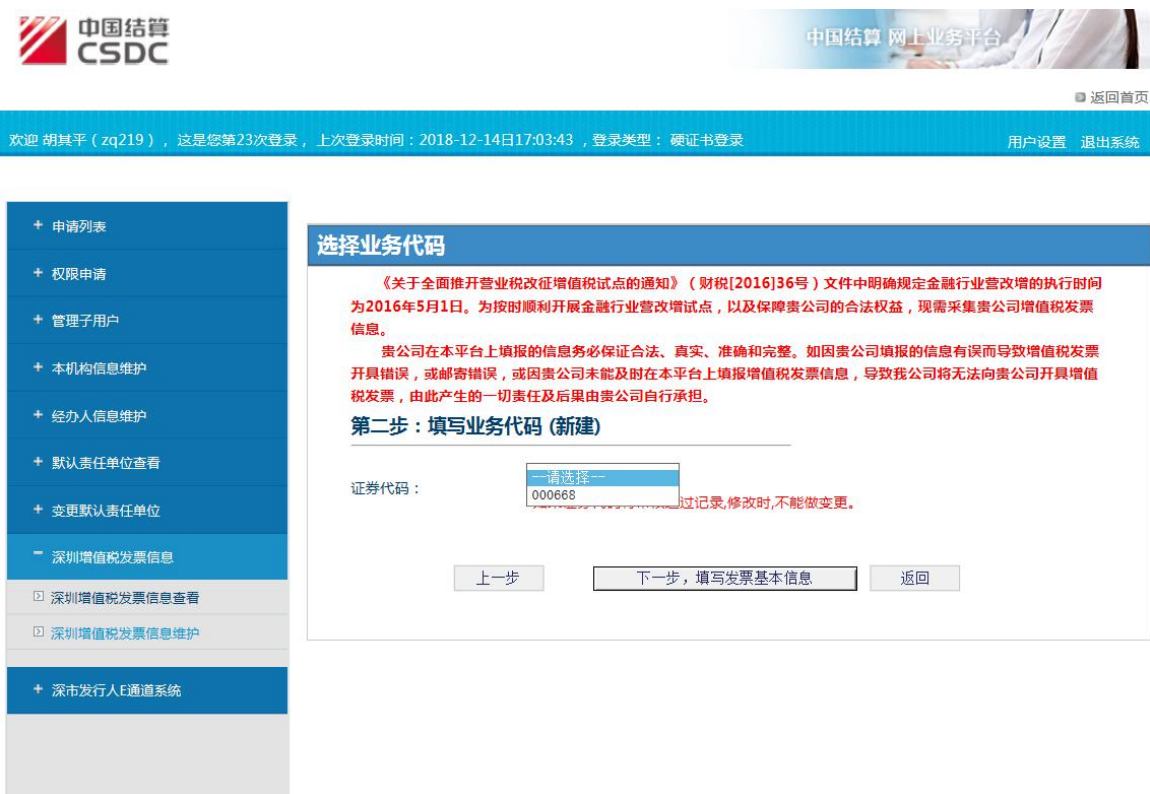 中国结算
CSDC
中国结算 网上业务平台
返回首页
欢迎 胡其平（zq219），这是您第23次登录，上次登录时间：2018-12-14日17:03:43 ，登录类型： 硬证书登录
用户设置 退出系统
+ 申请列表
+ 权限申请
+ 管理子用户
+ 本机构信息维护
+ 经办人信息维护
+ 默认责任单位查看
+ 变更默认责任单位
- 深圳增值税发票信息
深圳增值税发票信息查看
深圳增值税发票信息维护
+ 深市发行人E通道系统
选择业务代码
《关于全面推开营业税改征增值税试点的通知》（财税[2016]36号）文件中明确规定金融行业营改增的执行时间
为2016年5月1日。为按时顺利开展金融行业营改增试点，以及保障贵公司的合法权益，现需采集贵公司增值税发票
信息。
贵公司在本平台上填报的信息务必保证合法、真实、准确和完整。如因贵公司填报的信息有误而导致增值税发票
开具错误，或邮寄错误，或因贵公司未能及时在本平台上填报增值税发票信息，导致我公司将无法向贵公司开具增值
税发票，由此产生的一切责任及后果由贵公司自行承担。
第二步：填写业务代码 (新建)
证券代码：
--请选择--
000668
过记录,修改时,不能做变更。
上一步
下一步，填写发票基本信息
返回